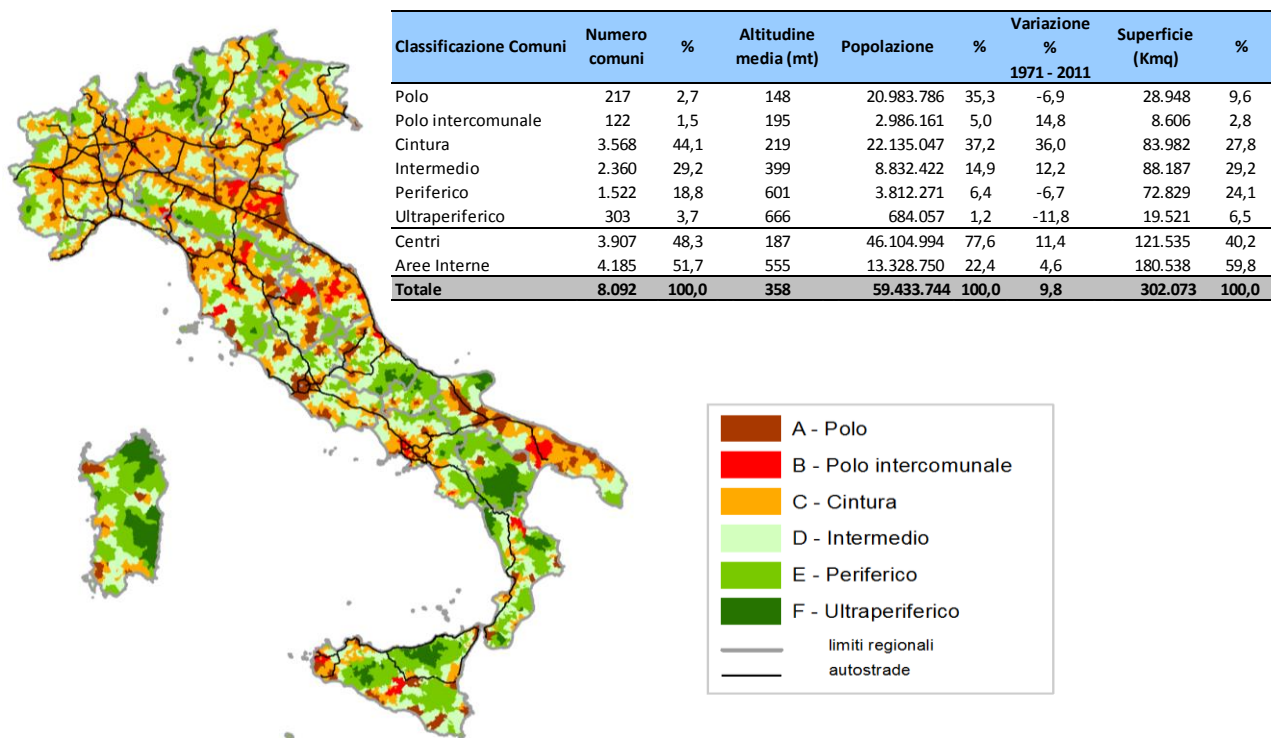 Classificazione Comuni Numero comuni % Altitudine media (mt) Popolazione % Variazione % 1971 - 2011 Superficie (Kmq) %
Polo 217 2,7 148 20.983.786 35,3 -6,9 28.948 9,6
Polo intercomunale 122 1,5 195 2.986.161 5,0 14,8 8.606 2,8
Cintura 3.568 44,1 219 22.135.047 37,2 36,0 83.982 27,8
Intermedio 2.360 29,2 399 8.832.422 14,9 12,2 88.187 29,2
Periferico 1.522 18,8 601 3.812.271 6,4 -6,7 72.829 24,1
Ultraperiferico 303 3,7 666 684.057 1,2 -11,8 19.521 6,5
Centri 3.907 48,3 187 46.104.994 77,6 11,4 121.535 40,2
Aree Interne 4.185 51,7 555 13.328.750 22,4 4,6 180.538 59,8
Totale 8.092 100,0 358 59.433.744 100,0 9,8 302.073 100,0
A - Polo
B - Polo intercomunale
C - Cintura
D - Intermedio
E - Periferico
F - Ultraperiferico
limiti regionali
autostrade